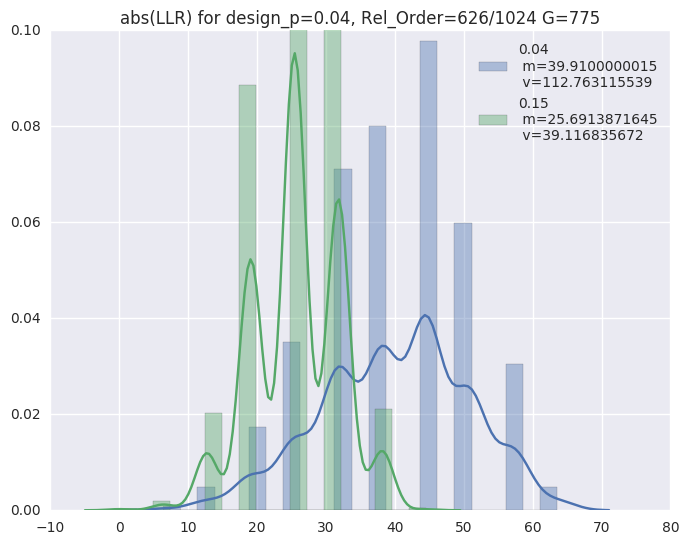 abs(LLR) for design_p=0.04, Rel_Order=626/1024 G=775
0.10
0.08
0.06
0.04
0.02
0.00
0.04
m=39.9100000015
v=112.763115539
0.15
m=25.6913871645
v=39.116835672
-10 0 10 20 30 40 50 60 70 80